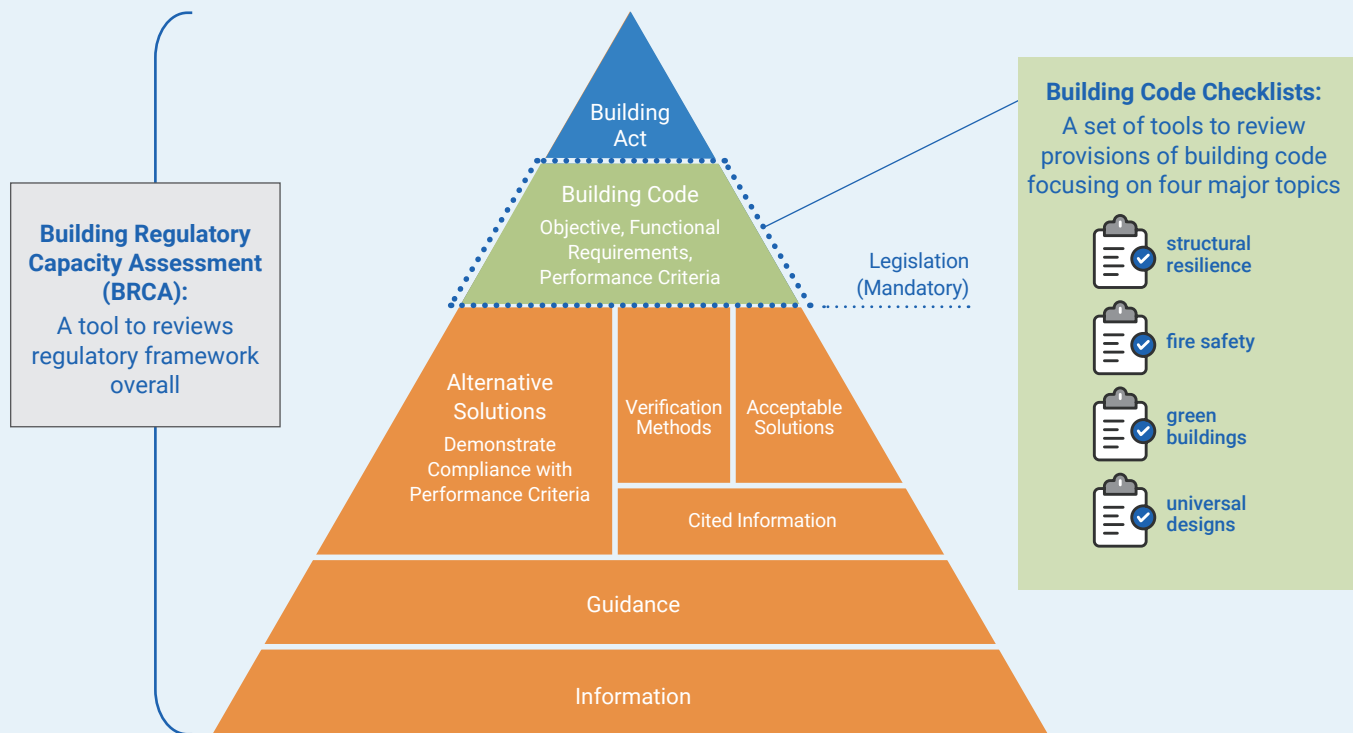 Building Regulatory
Capacity Assessment
(BRCA):
A tool to reviews
regulatory framework
overall
Building
Act
Building Code
Objective, Functional
Requirements,
Performance Criteria
Legislation
(Mandatory)
Alternative
Solutions
Demonstrate
Compliance with
Performance Criteria
Verification
Methods
Acceptable
Solutions
Cited Information
Guidance
Information
Building Code Checklists:
A set of tools to review
provisions of building code
focusing on four major topics
structural
resilience
fire safety
green
buildings
universal
designs